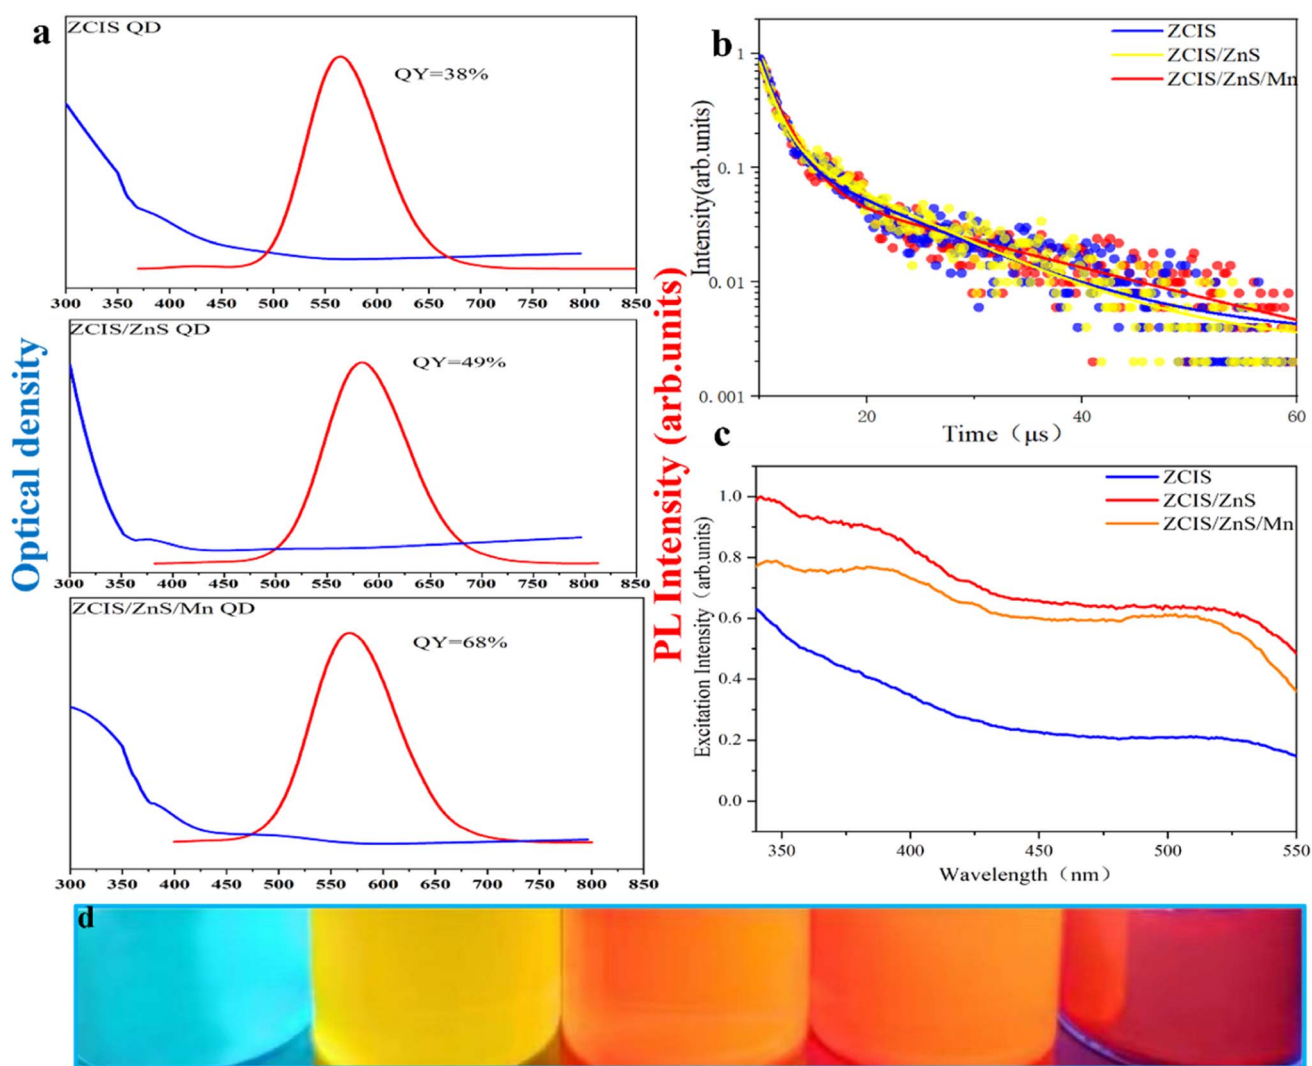 a
ZCIS QD
QY=38%
300 350 400 450 500 550 600 650 700 750 800 850
ZCIS/ZnS QD
QY=49%
300 350 400 450 500 550 600 650 700 750 800 850
ZCIS/ZnS/Mn QD
QY=68%
300 350 400 450 500 550 600 650 700 750 800 850
Optical density
PL Intensity (arb.units)
b
ZCIS
ZCIS/ZnS
ZCIS/ZnS/Mn
Intensity(arb.units)
1
0.1
0.01
0.001
20 40 60
Time（μs）
c
ZCIS
ZCIS/ZnS
ZCIS/ZnS/Mn
Excitation Intensity（arb.units）
1.0
0.8
0.6
0.4
0.2
0.0
350 400 450 500 550
Wavelength（nm）
d